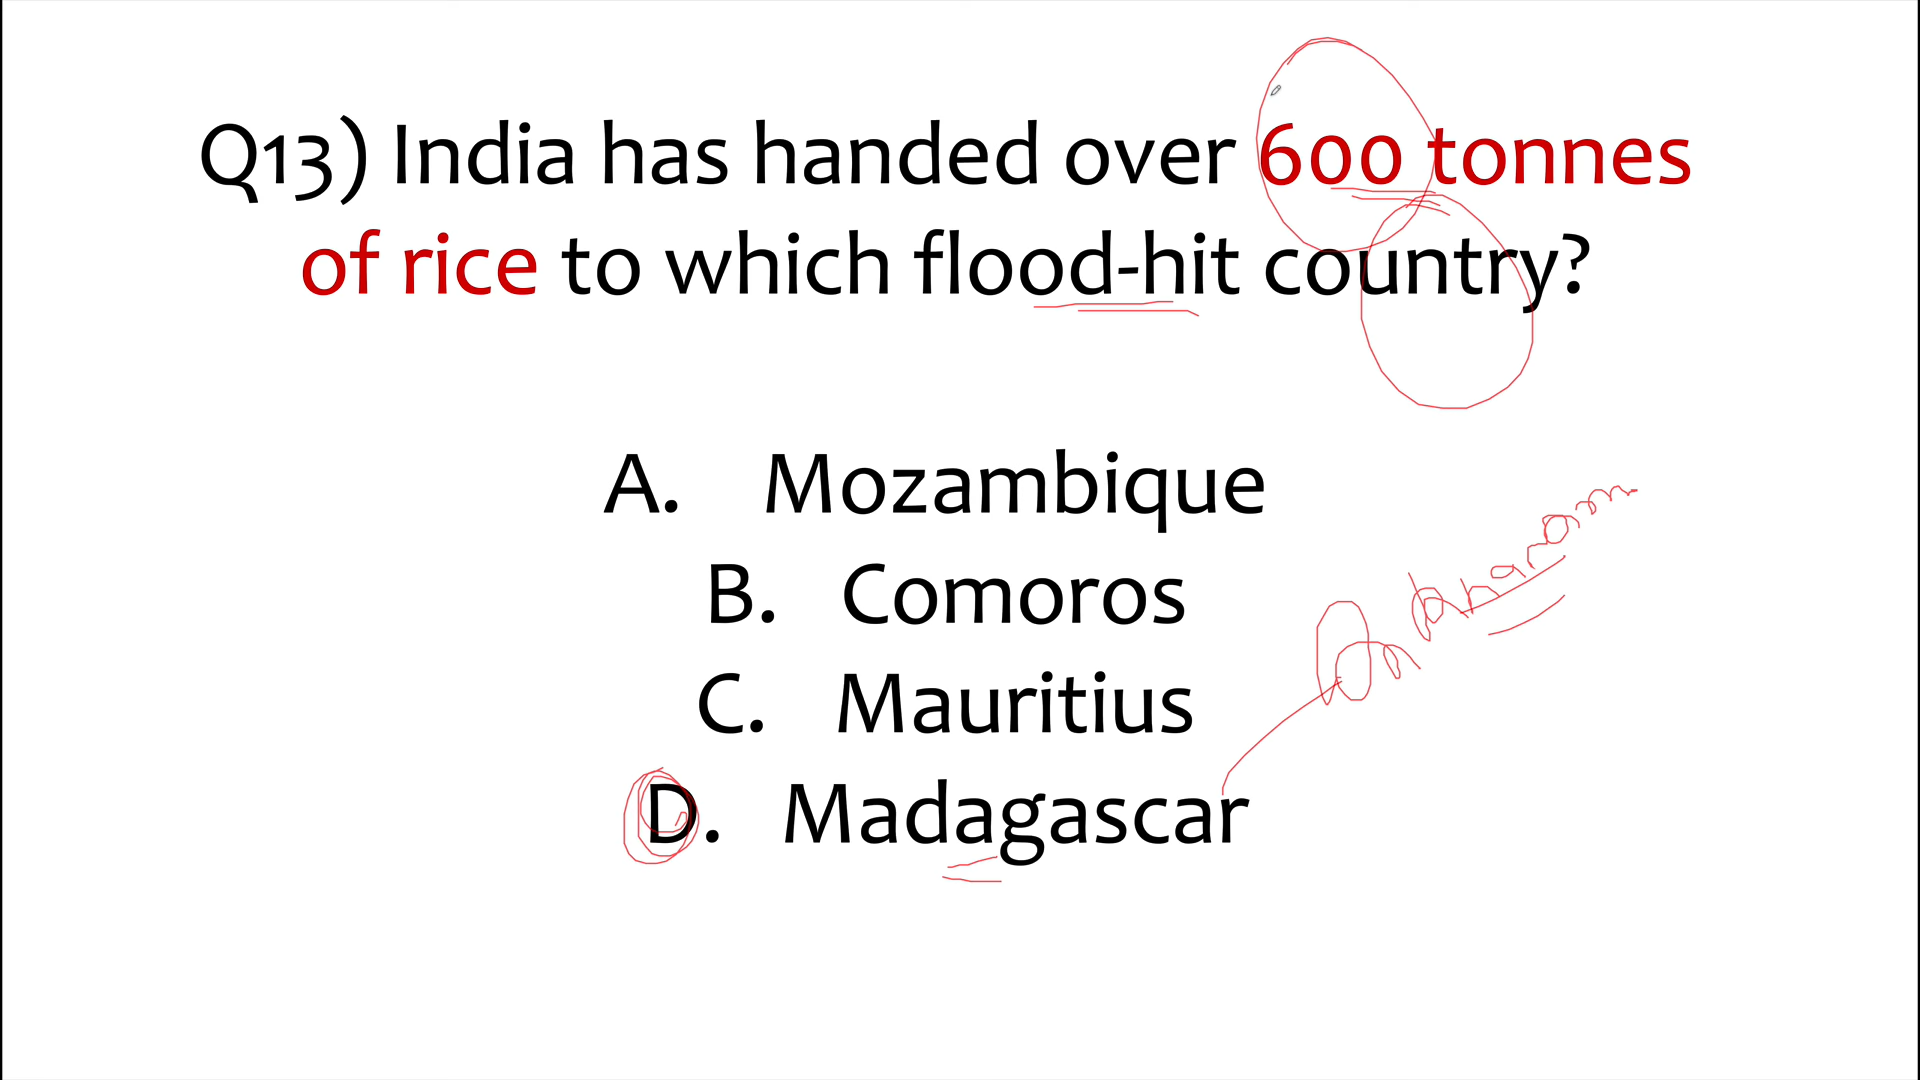 Q13) India has handed over 600 tonnes
of rice to which flood-hit country?
A. Mozambique
B. Comoros
C. Mauritius
D. Madagascar